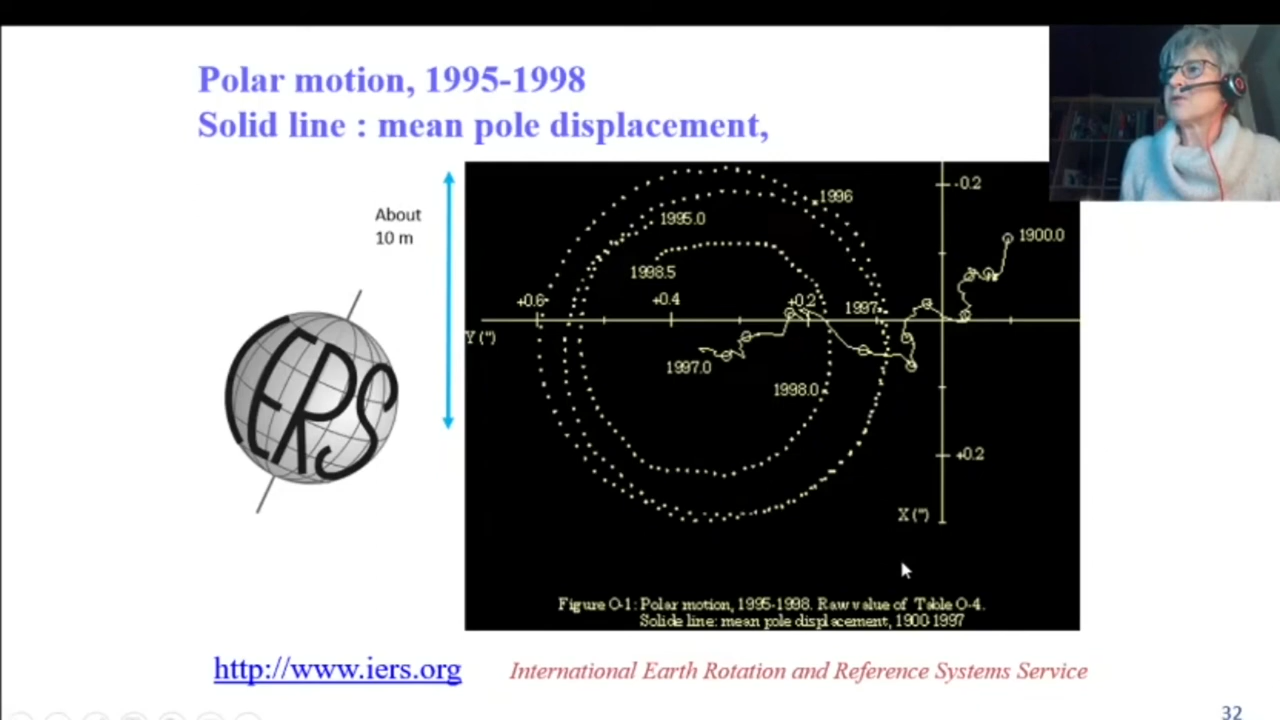 Polar motion, 1995-1998
Solid line : mean pole displacement,
About
10 m
IERS
-0.2
1996
1995.0
1900.0
1998.5
+0.6
+0.4
+0.2
1997
Y (")
1997.0
1998.0
+0.2
X (")
Figure O-1: Polar motion, 1995-1998. Raw value of Table O-4.
Solide line: mean pole displacement, 1900-1997
http://www.iers.org
International Earth Rotation and Reference Systems Service
32